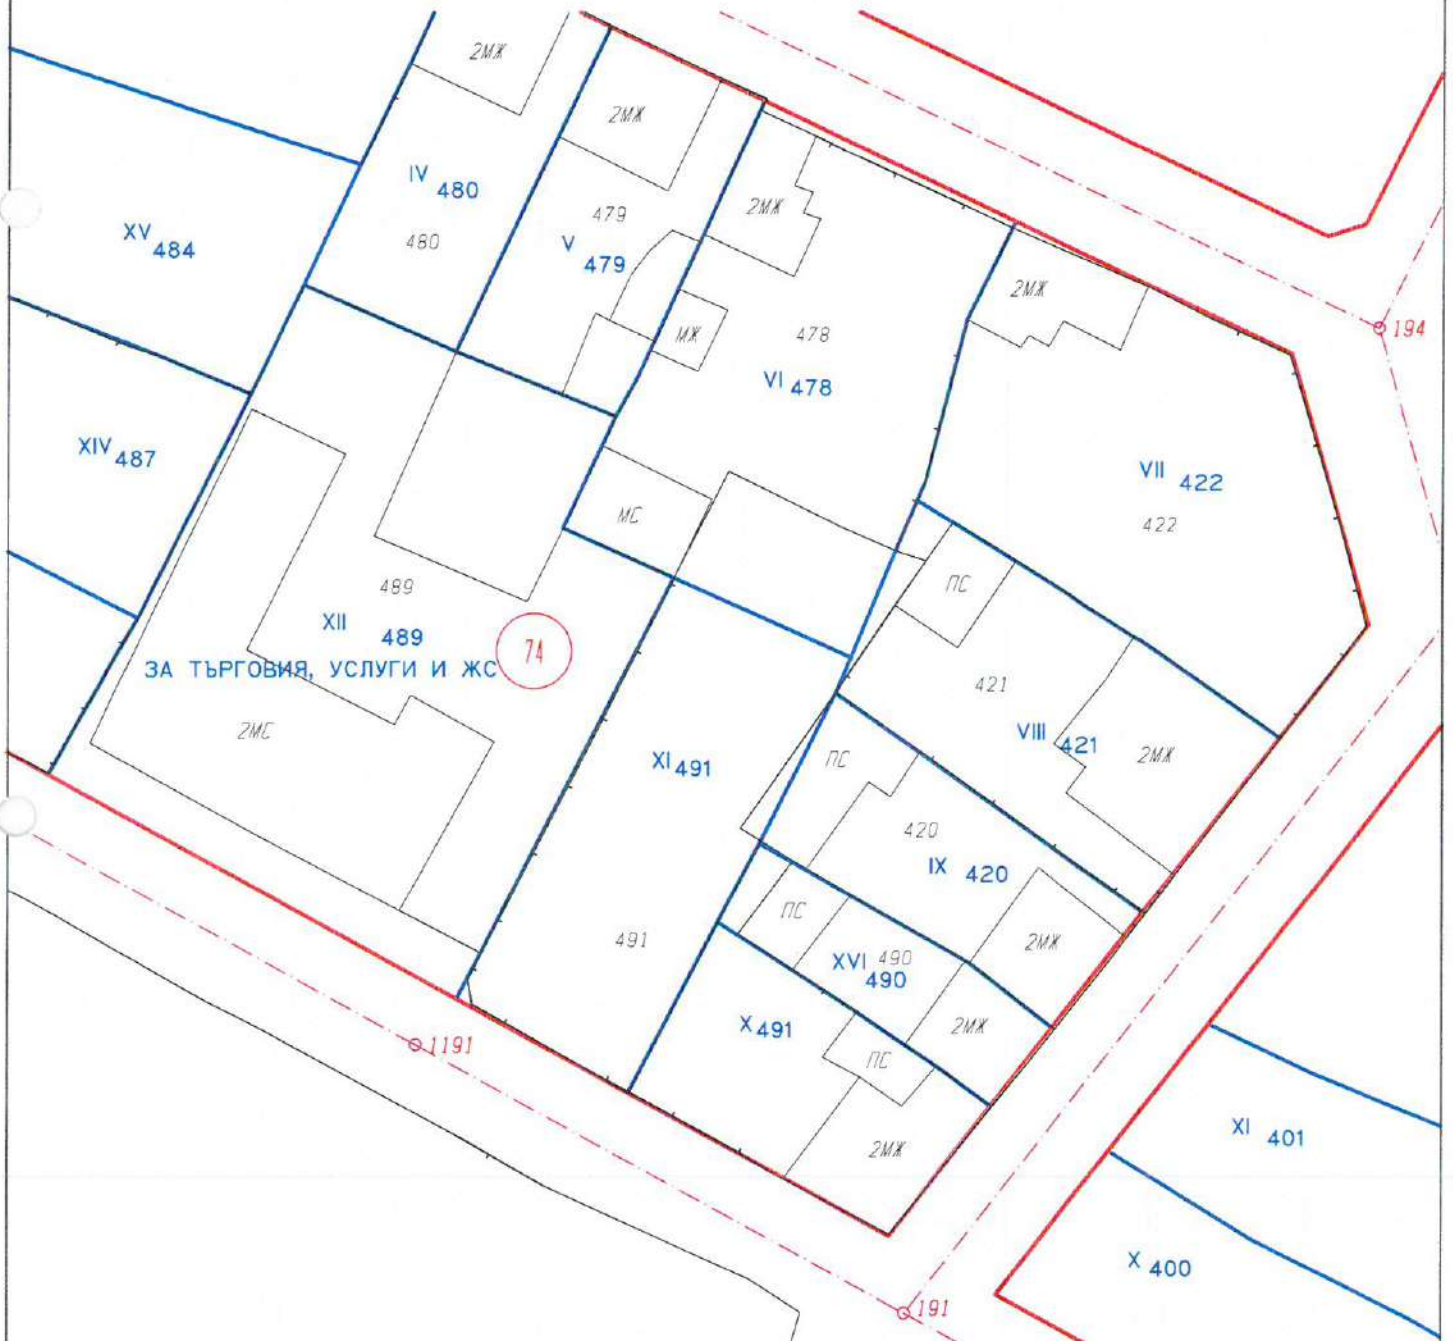 2МЖ
2МЖ
IV 480
480
479
V 479
2МЖ
XV 484
2МЖ
194
МЖ
478
VI 478
XIV 487
VII 422
422
МС
ПС
489
XII 489
74
ЗА ТЪРГОВИЯ, УСЛУГИ И ЖС
421
VIII 421
2МЖ
2МС
XI 491
ПС
420
IX 420
ПС
491
2МЖ
XVI 490
490
X 491
2МЖ
1191
ПС
2МЖ
XI 401
X 400
191